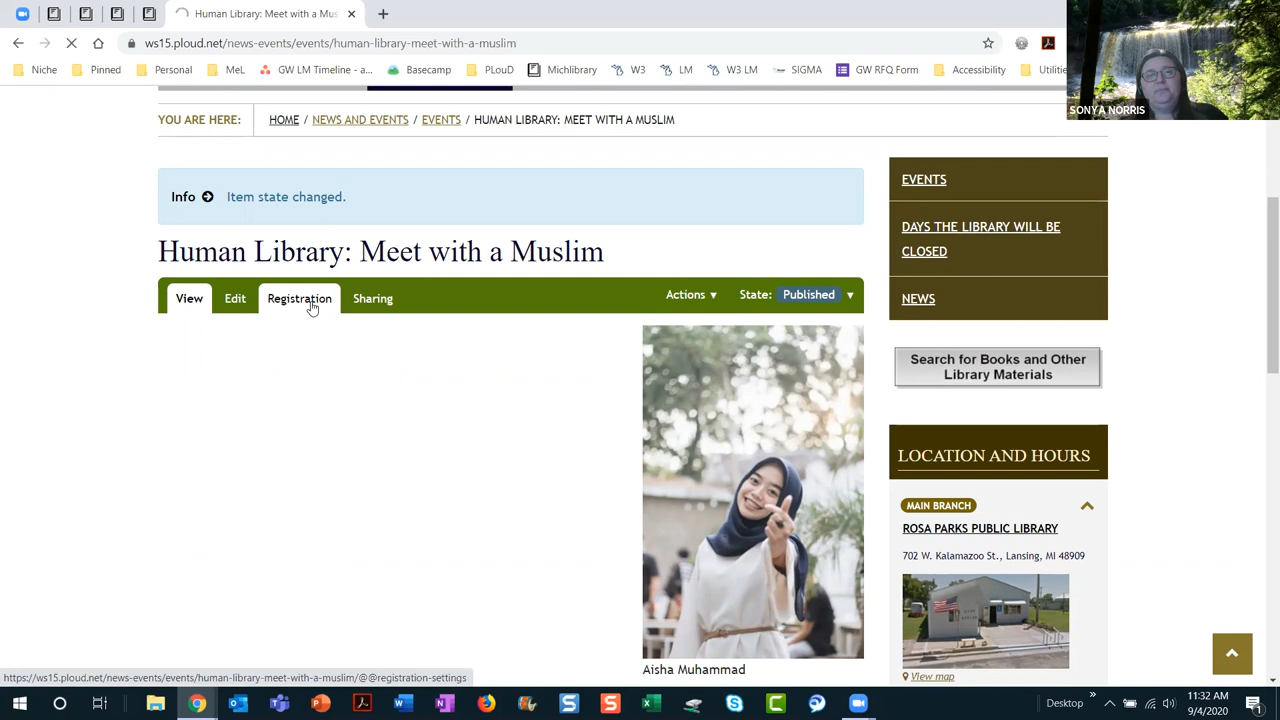 Human Library: Meet with a Mus
ws15.ploud.net/news-events/events/human-library-meet-with-a-muslim
Niche
Pinned
Personal
MeL
GW LM Timeline - a...
Basecamp
PLouD
Michlibrary
W3
LM
W3 LM
SIGMA
GW RFQ Form
Accessibility
Utilitie
SONYA NORRIS
YOU ARE HERE:
HOME / NEWS AND EVENTS / EVENTS / HUMAN LIBRARY: MEET WITH A MUSLIM
Info Item state changed.
Human Library: Meet with a Muslim
View
Edit
Registration
Sharing
Actions ▾
State: Published ▾
Aisha Muhammad
EVENTS
DAYS THE LIBRARY WILL BE
CLOSED
NEWS
Search for Books and Other
Library Materials
LOCATION AND HOURS
MAIN BRANCH
ROSA PARKS PUBLIC LIBRARY
702 W. Kalamazoo St., Lansing, MI 48909
View map
https://ws15.ploud.net/news-events/events/human-library-meet-with-a-muslim/@@registration-settings
Desktop
11:32 AM
9/4/2020